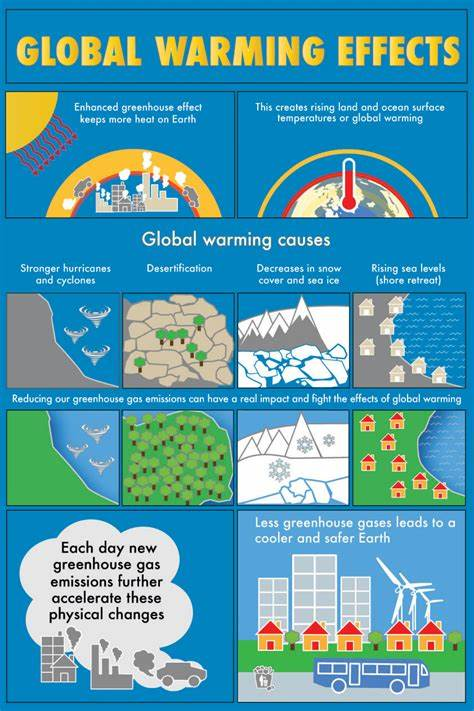 GLOBAL WARMING EFFECTS
Enhanced greenhouse effect
keeps more heat on Earth
This creates rising land and ocean surface
temperatures or global warming
Global warming causes
Stronger hurricanes
and cyclones
Desertification
Decreases in snow
cover and sea ice
Rising sea levels
(shore retreat)
Reducing our greenhouse gas emissions can have a real impact and fight the effects of global warming
Each day new
greenhouse gas
emissions further
accelerate these
physical changes
Less greenhouse gases leads to a
cooler and safer Earth